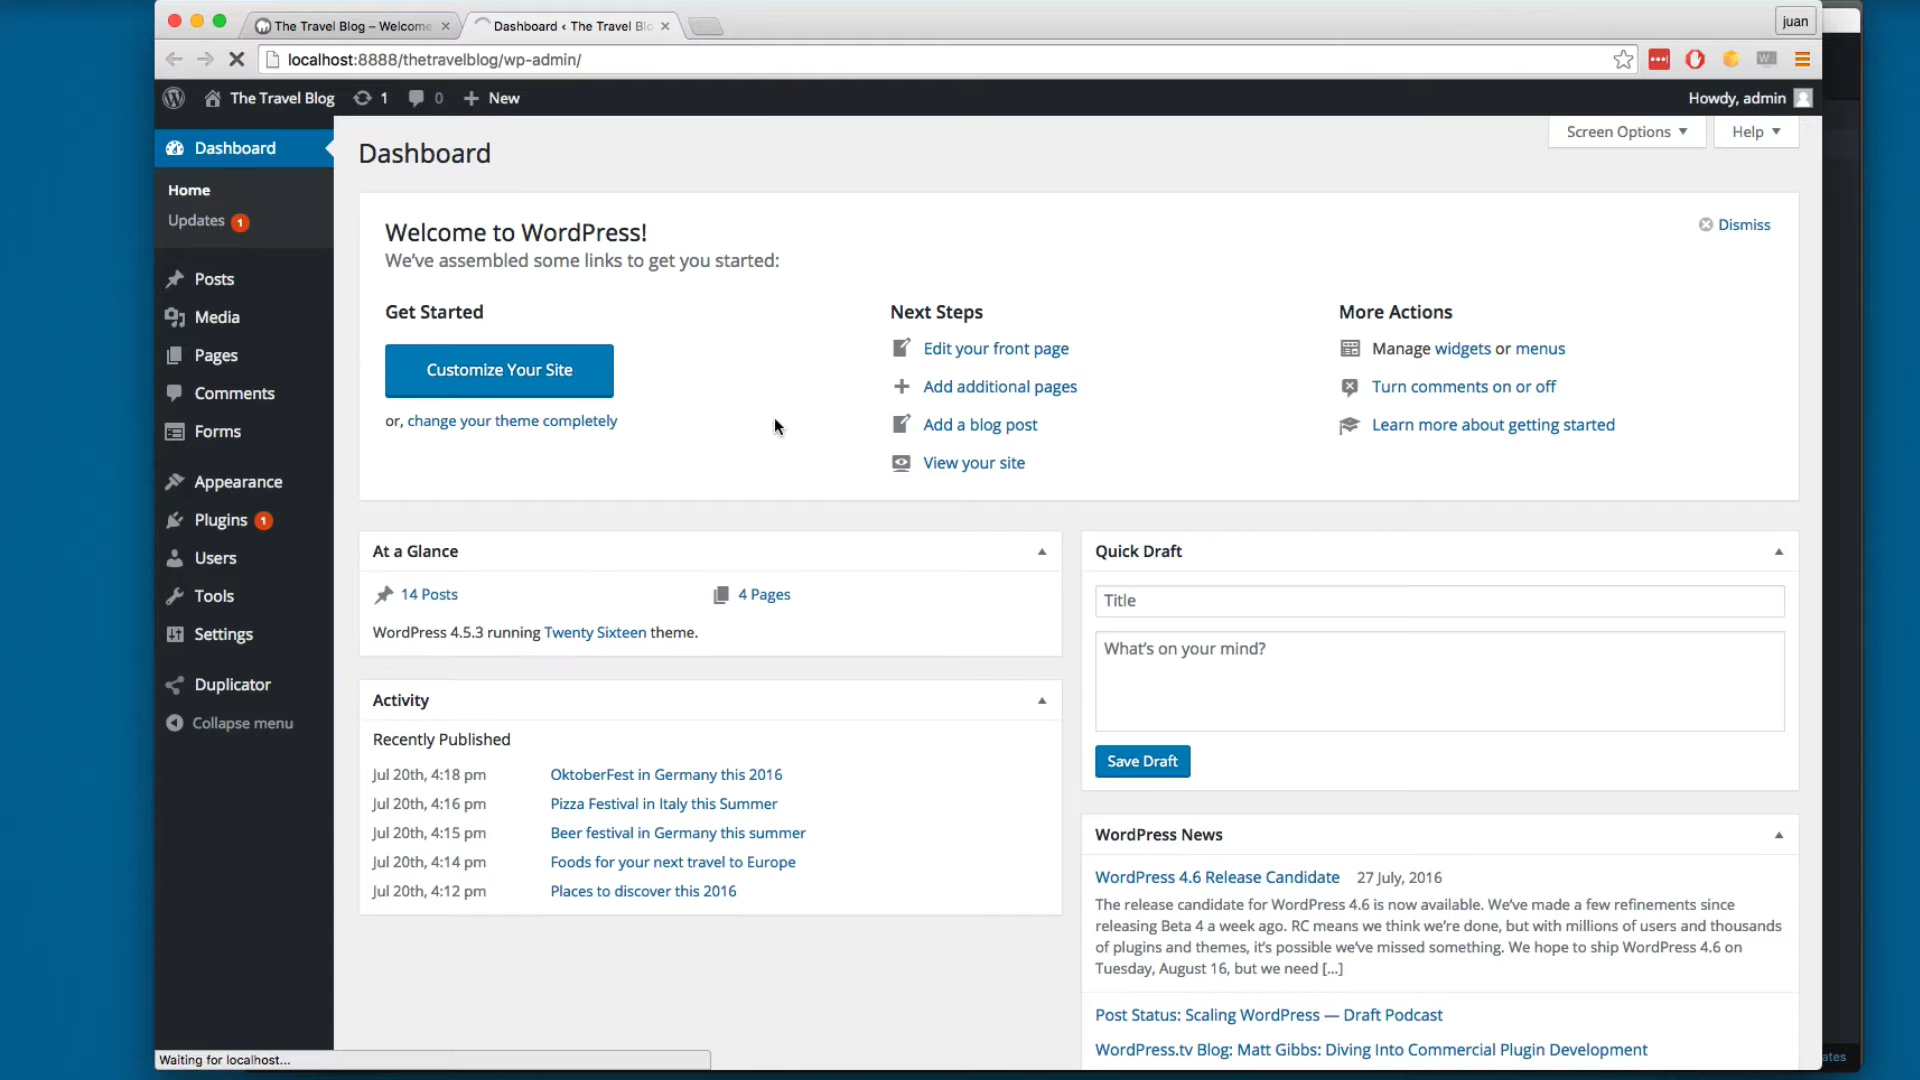 The Travel Blog – Welcome
Dashboard ‹ The Travel Blo
juan
localhost:8888/thetravelblog/wp-admin/
The Travel Blog
1
0
New
Howdy, admin
Dashboard
Home
Updates 1
Posts
Media
Pages
Comments
Forms
Appearance
Plugins 1
Users
Tools
Settings
Duplicator
Collapse menu
Screen Options
Help
Dashboard
Welcome to WordPress!
We've assembled some links to get you started:
Dismiss
Get Started
Customize Your Site
or, change your theme completely
Next Steps
Edit your front page
Add additional pages
Add a blog post
View your site
More Actions
Manage widgets or menus
Turn comments on or off
Learn more about getting started
At a Glance
14 Posts
4 Pages
WordPress 4.5.3 running Twenty Sixteen theme.
Activity
Recently Published
Jul 20th, 4:18 pm OktoberFest in Germany this 2016
Jul 20th, 4:16 pm Pizza Festival in Italy this Summer
Jul 20th, 4:15 pm Beer festival in Germany this summer
Jul 20th, 4:14 pm Foods for your next travel to Europe
Jul 20th, 4:12 pm Places to discover this 2016
Quick Draft
Title
What's on your mind?
Save Draft
WordPress News
WordPress 4.6 Release Candidate 27 July, 2016
The release candidate for WordPress 4.6 is now available. We've made a few refinements since
releasing Beta 4 a week ago. RC means we think we're done, but with millions of users and thousands
of plugins and themes, it's possible we've missed something. We hope to ship WordPress 4.6 on
Tuesday, August 16, but we need [...]
Post Status: Scaling WordPress — Draft Podcast
WordPress.tv Blog: Matt Gibbs: Diving Into Commercial Plugin Development
Waiting for localhost...